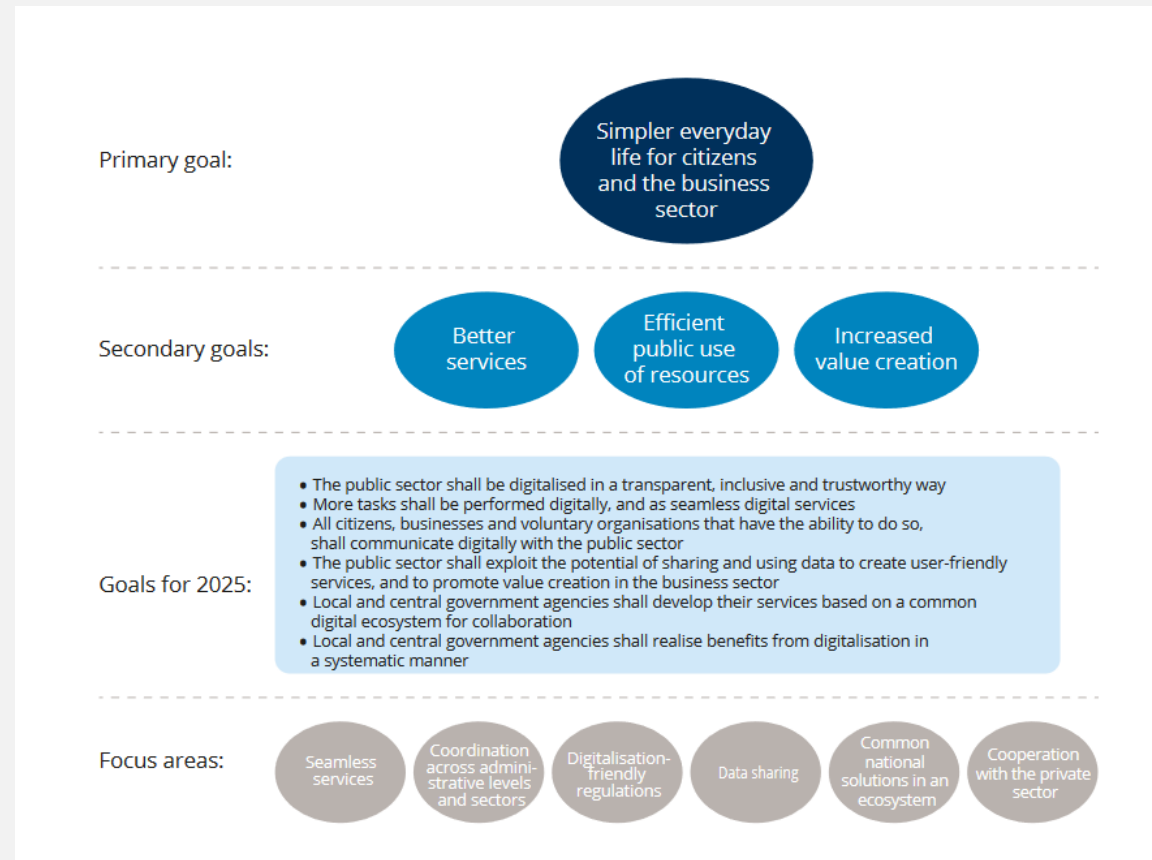 Primary goal:
Simpler everyday
life for citizens
and the business
sector
Secondary goals:
Better
services
Efficient
public use
of resources
Increased
value creation
Goals for 2025:
• The public sector shall be digitalised in a transparent, inclusive and trustworthy way
• More tasks shall be performed digitally, and as seamless digital services
• All citizens, businesses and voluntary organisations that have the ability to do so,
shall communicate digitally with the public sector
• The public sector shall exploit the potential of sharing and using data to create user-friendly
services, and to promote value creation in the business sector
• Local and central government agencies shall develop their services based on a common
digital ecosystem for collaboration
• Local and central government agencies shall realise benefits from digitalisation in
a systematic manner
Focus areas:
Seamless
services
Coordination
across admini-
strative levels
and sectors
Digitalisation-
friendly
regulations
Data sharing
Common
national
solutions in an
ecosystem
Cooperation
with the private
sector